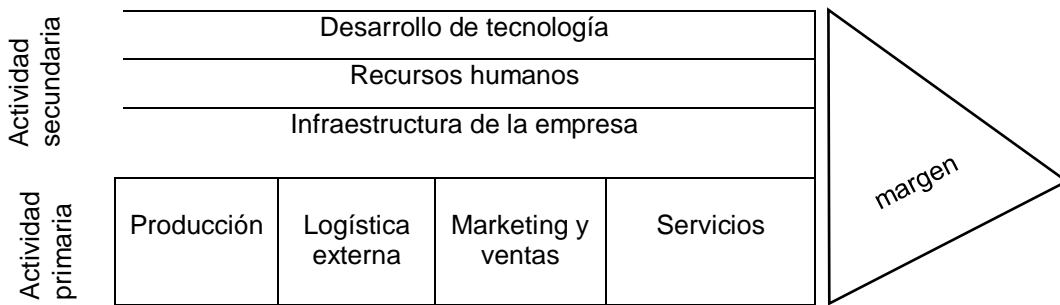 Actividad
secundaria
Desarrollo de tecnología
Recursos humanos
Infraestructura de la empresa
margen
Actividad
primaria
Producción
Logística
externa
Marketing y
ventas
Servicios